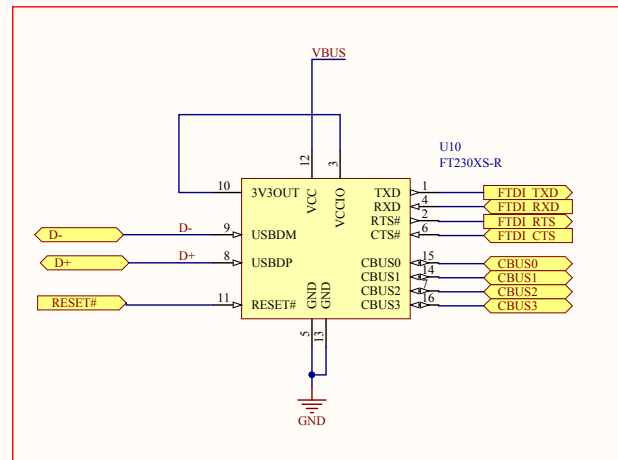 VBUS
U10
FT230XS-R
12
3
10
3V3OUT
VCC
VCCIO
TXD
1
FTDI_TXD
RXD
4
FTDI_RXD
RTS#
2
FTDI_RTS
CTS#
6
FTDI_CTS
D-
D-
9
USBDM
D+
D+
8
USBDP
CBUS0
15
CBUS0
CBUS1
14
CBUS1
CBUS2
7
CBUS2
CBUS3
16
CBUS3
RESET#
11
RESET#
GND
GND
5
13
GND